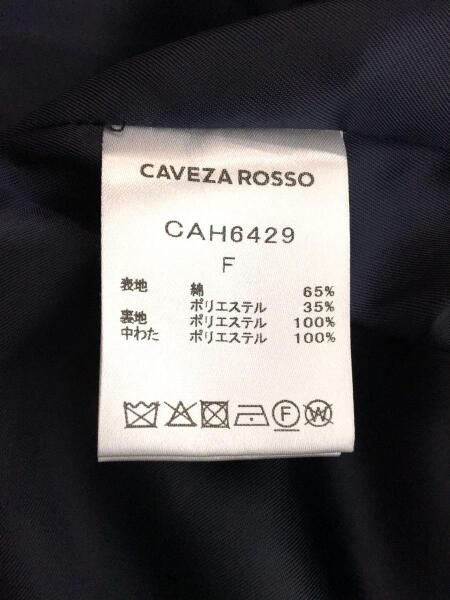 CAVEZA ROSSO
CAH6429
F
表地 綿 65%
ポリエステル 35%
裏地 ポリエステル 100%
中わた ポリエステル 100%
F W